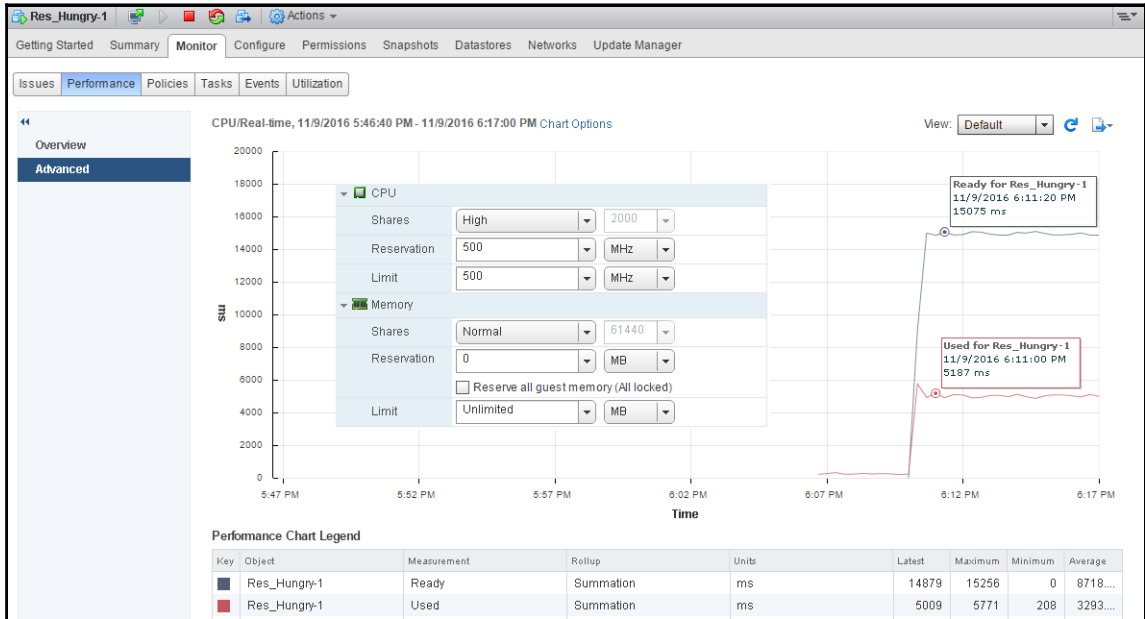 Res_Hungry-1 Actions
Getting Started Summary Monitor Configure Permissions Snapshots Datastores Networks Update Manager
Issues Performance Policies Tasks Events Utilization
CPU/Real-time, 11/9/2016 5:46:40 PM - 11/9/2016 6:17:00 PM Chart Options View: Default
Overview
Advanced
20000
18000
16000
14000
12000
10000
8000
6000
4000
2000
0
ms
CPU
Shares High 2000
Reservation 500 MHz
Limit 500 MHz
Memory
Shares Normal 61440
Reservation 0 MB
Reserve all guest memory (All locked)
Limit Unlimited MB
Ready for Res_Hungry-1
11/9/2016 6:11:20 PM
15075 ms
Used for Res_Hungry-1
11/9/2016 6:11:00 PM
5187 ms
5:47 PM 5:52 PM 5:57 PM 6:02 PM 6:07 PM 6:12 PM 6:17 PM
Time
Performance Chart Legend
Key Object Measurement Rollup Units Latest Maximum Minimum Average
Res_Hungry-1 Ready Summation ms 14879 15256 0 8718....
Res_Hungry-1 Used Summation ms 5009 5771 208 3293....